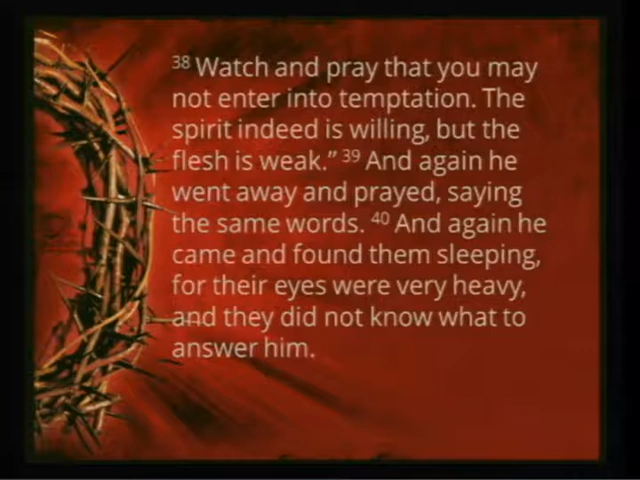 38 Watch and pray that you may
not enter into temptation. The
spirit indeed is willing, but the
flesh is weak.” 39 And again he
went away and prayed, saying
the same words. 40 And again he
came and found them sleeping,
for their eyes were very heavy,
and they did not know what to
answer him.